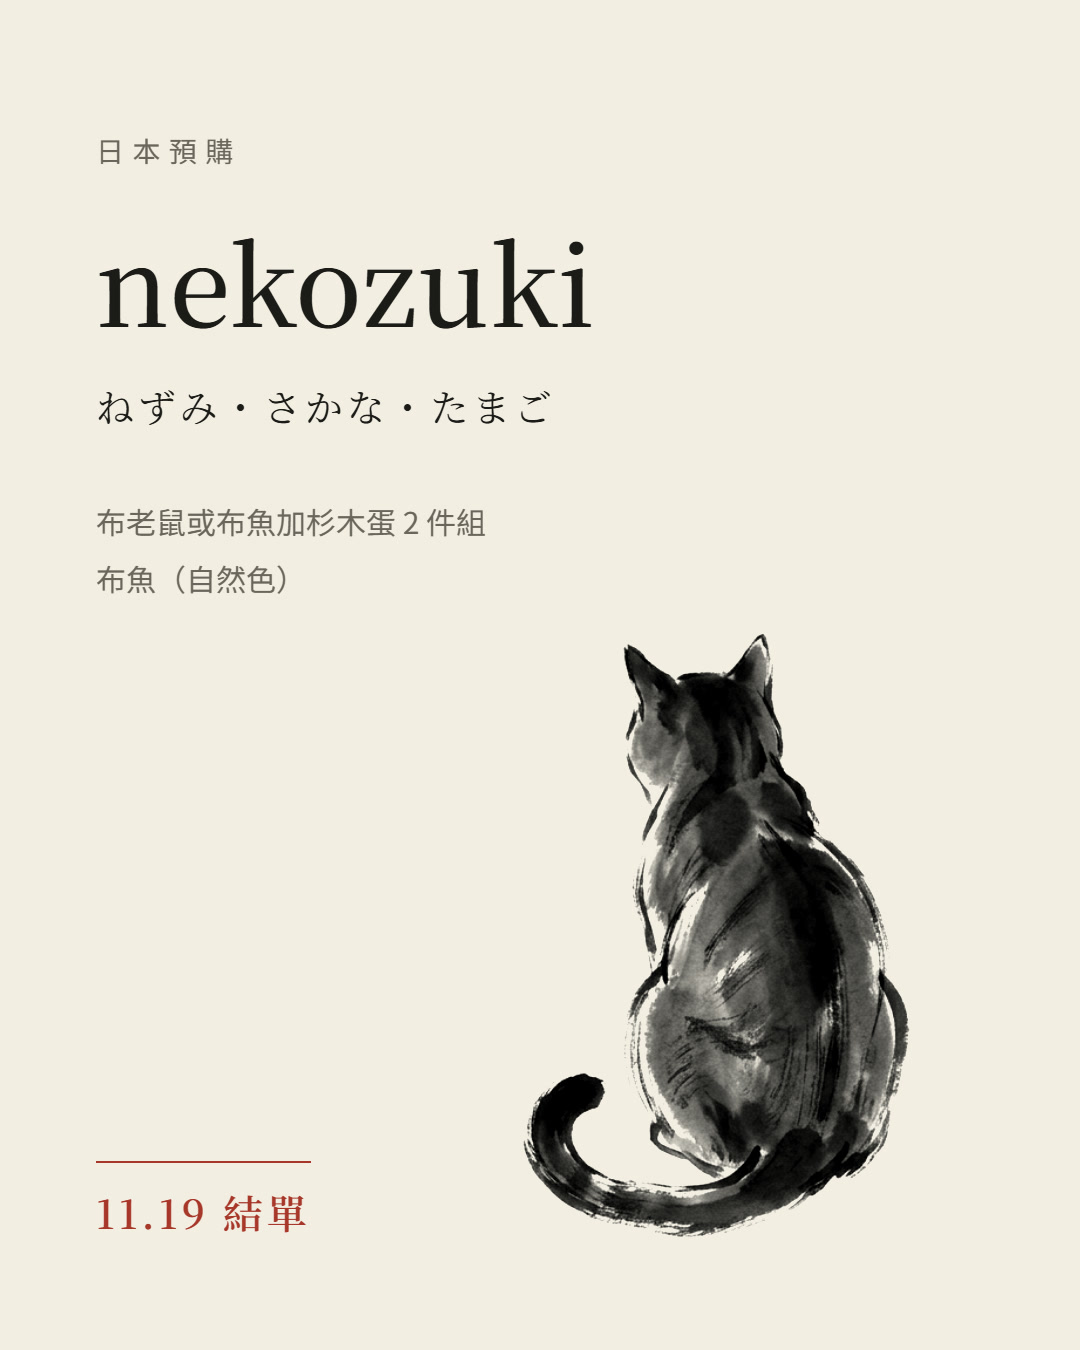 日本預購
nekozuki
ねずみ・さかな・たまご
布老鼠或布魚加杉木蛋 2 件組
布魚（自然色）
11.19 結單